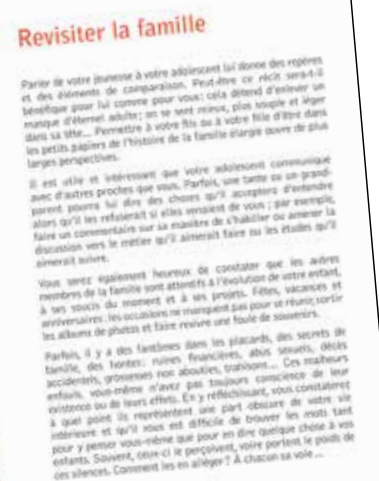 Revisiter la famille
Parler de votre jeunesse à votre adolescent lui donne des repères
et des éléments de comparaison. Peut-être ce récit sera-t-il
bénéfique pour lui comme pour vous: cela détend d'enlever un
masque d'éternel adulte; on se sent mieux, plus souple et léger
dans sa tête... Permettre à votre fils ou à votre fille d'être dans
les petits papiers de l'histoire de la famille élargie ouvre de plus
larges perspectives.
Il est utile et intéressant que votre adolescent communique
avec d'autres proches que vous. Parfois, une tante ou un grand-
parent pourra lui dire des choses qu'il acceptera d'entendre
alors qu'il les refuserait si elles venaient de vous; par exemple,
faire un commentaire sur sa manière de s'habiller ou amener la
discussion vers le métier qu'il aimerait faire ou les études qu'il
aimerait suivre.
Vous serez également heureux de constater que les autres
membres de la famille sont attentifs à l'évolution de votre enfant,
à ses soucis du moment et à ses projets. Fêtes, vacances et
anniversaires: les occasions ne manquent pas pour se réunir, sortir
les albums de photos et faire revivre une foule de souvenirs.
Parfois, il y a des fantômes dans les placards, des secrets de
famille, des hontes: ruines financières, abus sexuels, décès
accidentels, grossesses non abouties, trahisons... Ces malheurs
enfouis, vous-même n'avez pas toujours conscience de leur
existence ou de leurs effets. En y réfléchissant, vous constaterez
à quel point ils représentent une part obscure de votre vie
intérieure et qu'il vous est difficile de trouver les mots tant
pour y penser vous-même que pour en dire quelque chose à vos
enfants. Souvent, ceux-ci le perçoivent, voire portent le poids de
ces silences. Comment les en alléger? À chacun sa voie...